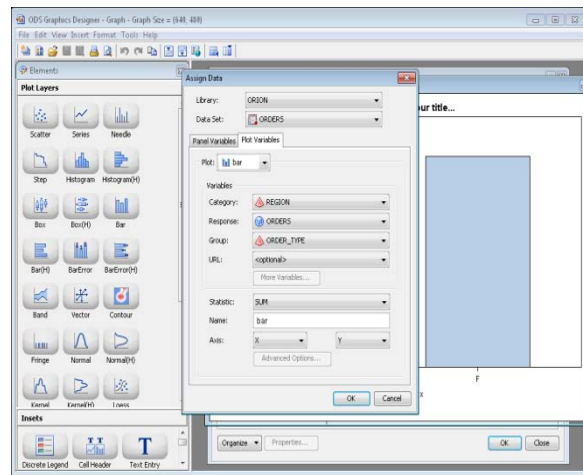 ODS Graphics Designer - Graph - Graph Size = (640, 480)
File Edit View Insert Format Tools Help
Elements
Plot Layers
Scatter Series Needle
Step Histogram Histogram(H)
Box Box(H) Bar
Bar(H) BarError BarError(H)
Band Vector Contour
Fringe Normal Normal(H)
Kernel Kernel(H) Loess
Insets
Discrete Legend Cell Header Text Entry
Assign Data
Library: ORION
Data Set: ORDERS
Panel Variables Plot Variables
Plot: bar
Variables
Category: REGION
Response: ORDERS
Group: ORDER_TYPE
URL: <optional>
More Variables...
Statistic: SUM
Name: bar
Axis: X Y
Advanced Options...
OK Cancel
our title...
F
x
Organize Properties... OK Close